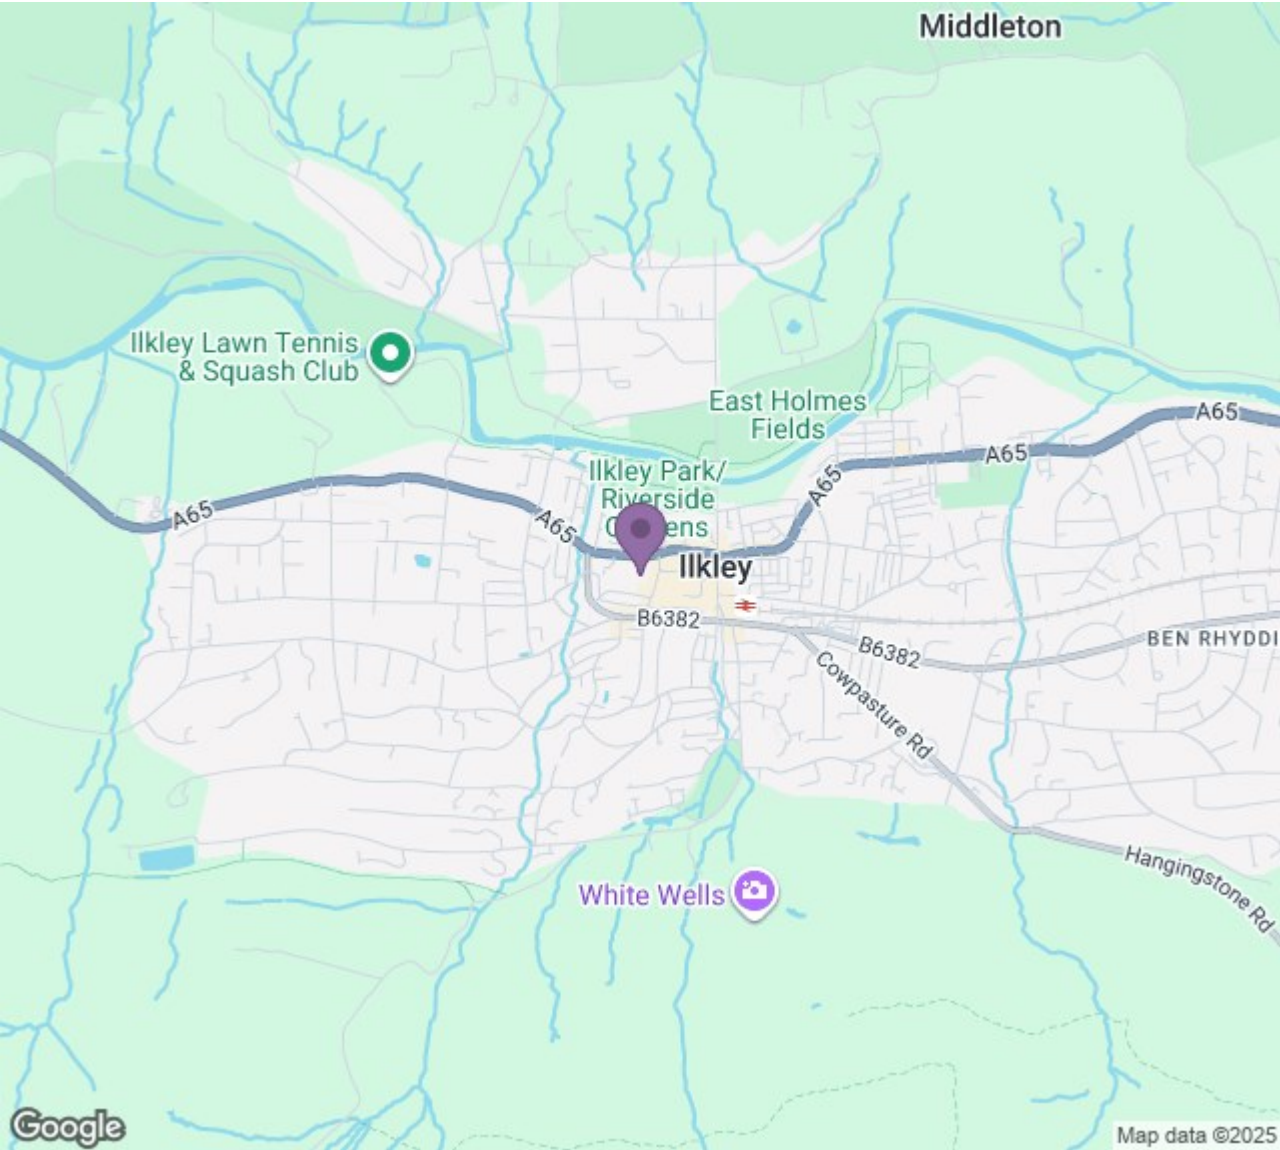 Middleton
Ilkley Lawn Tennis
& Squash Club
East Holmes
Fields
A65
A65
A65
Ilkley Park/
Riverside
A65
A65
Ilkley
B6382
B6382
BEN RHYDDI
Cowpasture Rd
Hangingstone Rd
White Wells
Google
Map data ©2025